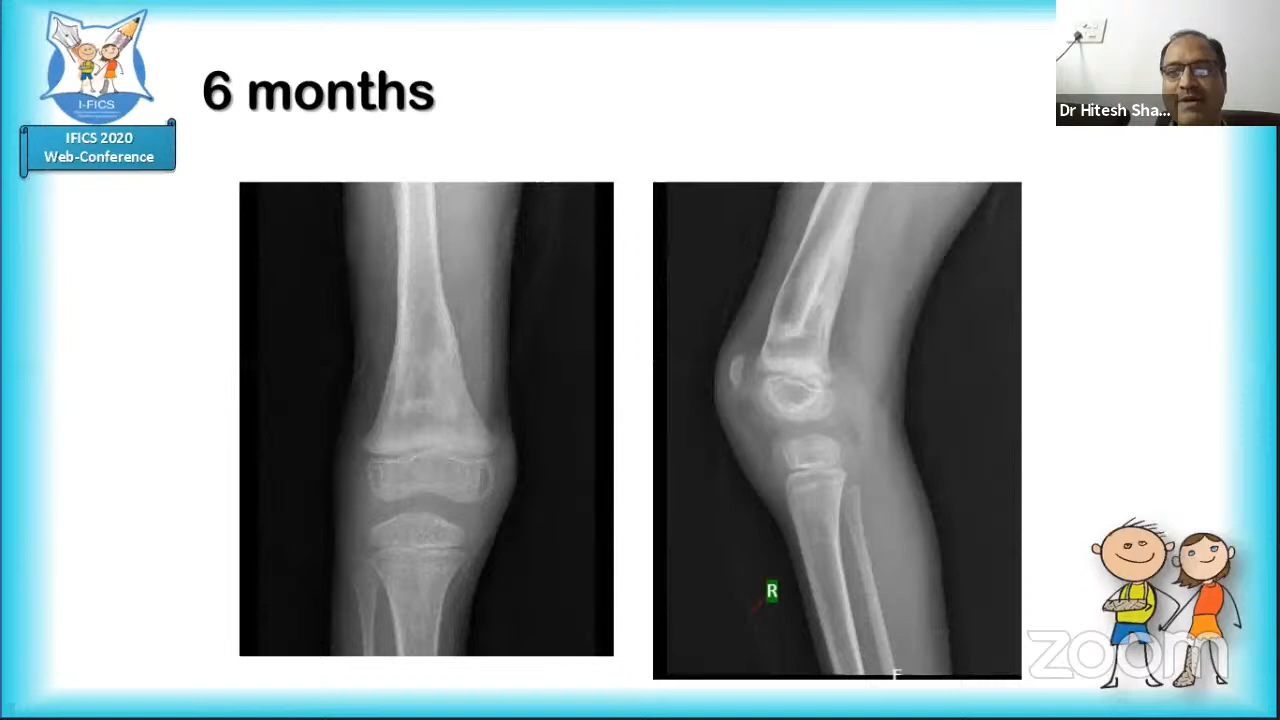 I-FICS
IFICS 2020
Web-Conference
6 months
Dr Hitesh Sha...
R
F
zoom